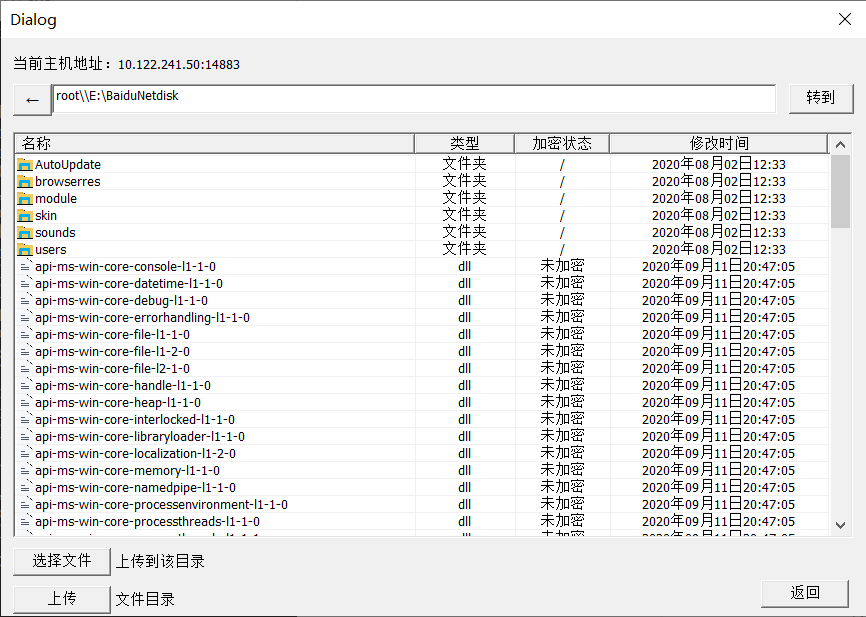 Dialog
当前主机地址：10.122.241.50:14883
← root\\E:\BaiduNetdisk 转到
名称 类型 加密状态 修改时间
AutoUpdate 文件夹 / 2020年08月02日12:33
browserres 文件夹 / 2020年08月02日12:33
module 文件夹 / 2020年08月02日12:33
skin 文件夹 / 2020年08月02日12:33
sounds 文件夹 / 2020年08月02日12:33
users 文件夹 / 2020年08月02日12:33
api-ms-win-core-console-l1-1-0 dll 未加密 2020年09月11日20:47:05
api-ms-win-core-datetime-l1-1-0 dll 未加密 2020年09月11日20:47:05
api-ms-win-core-debug-l1-1-0 dll 未加密 2020年09月11日20:47:05
api-ms-win-core-errorhandling-l1-1-0 dll 未加密 2020年09月11日20:47:05
api-ms-win-core-file-l1-1-0 dll 未加密 2020年09月11日20:47:05
api-ms-win-core-file-l1-2-0 dll 未加密 2020年09月11日20:47:05
api-ms-win-core-file-l2-1-0 dll 未加密 2020年09月11日20:47:05
api-ms-win-core-handle-l1-1-0 dll 未加密 2020年09月11日20:47:05
api-ms-win-core-heap-l1-1-0 dll 未加密 2020年09月11日20:47:05
api-ms-win-core-interlocked-l1-1-0 dll 未加密 2020年09月11日20:47:05
api-ms-win-core-libraryloader-l1-1-0 dll 未加密 2020年09月11日20:47:05
api-ms-win-core-localization-l1-2-0 dll 未加密 2020年09月11日20:47:05
api-ms-win-core-memory-l1-1-0 dll 未加密 2020年09月11日20:47:05
api-ms-win-core-namedpipe-l1-1-0 dll 未加密 2020年09月11日20:47:05
api-ms-win-core-processenvironment-l1-1-0 dll 未加密 2020年09月11日20:47:05
api-ms-win-core-processthreads-l1-1-0 dll 未加密 2020年09月11日20:47:05
选择文件 上传到该目录
上传 文件目录 返回